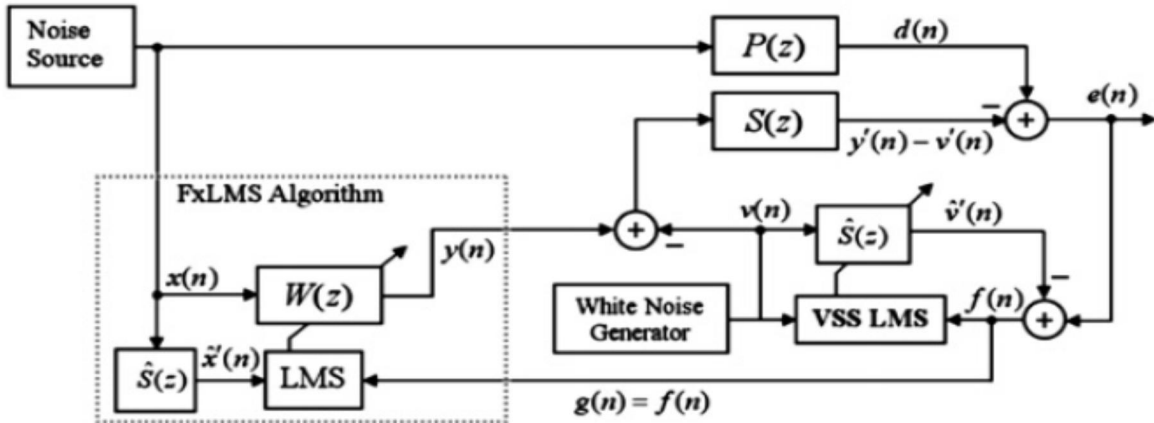 Noise
Source
P(z)
d(n)
e(n)
−
+
S(z)
y′(n) − v′(n)
FxLMS Algorithm
v(n)
v̂′(n)
y(n)
+
−
Ŝ(z)
−
x(n)
W(z)
White Noise
Generator
VSS LMS
f(n)
+
Ŝ(z)
x̂′(n)
LMS
g(n) = f(n)